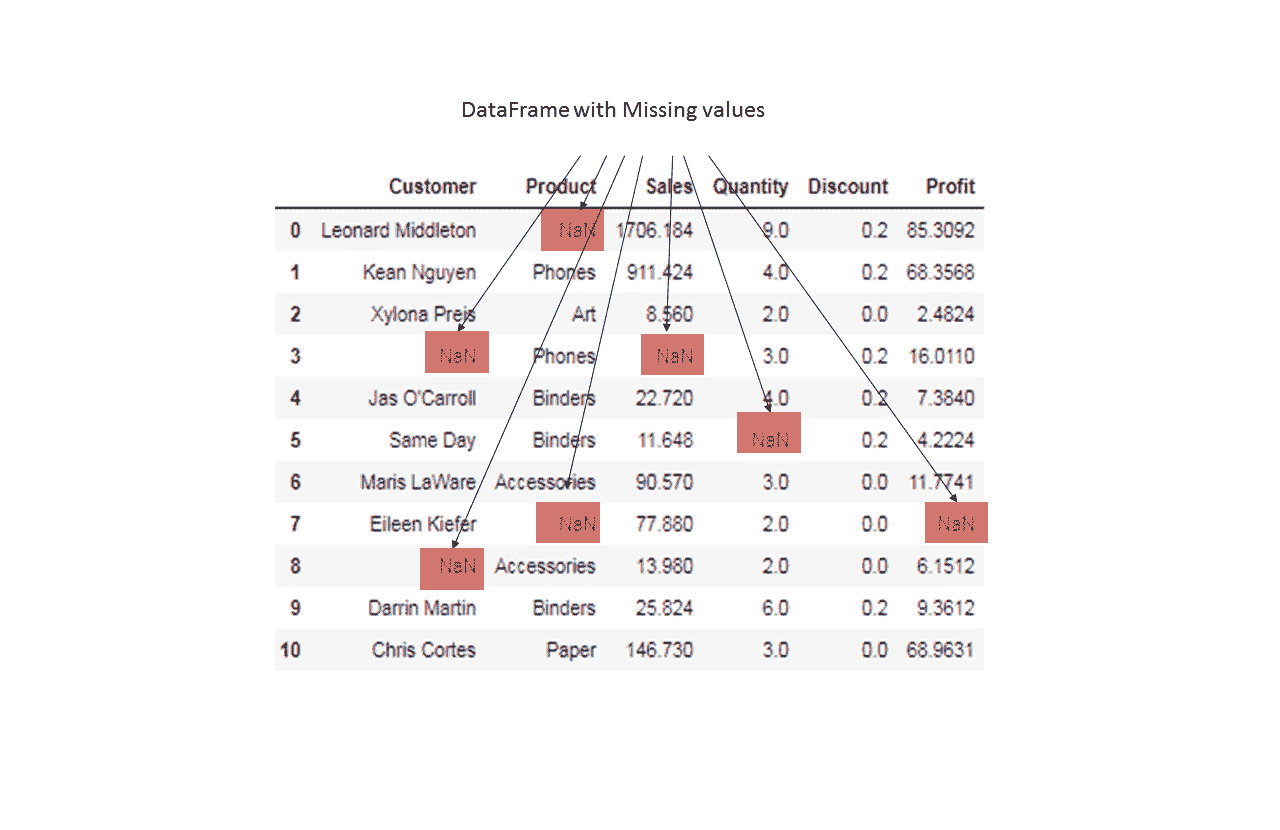 DataFrame with Missing values
Customer Product Sales Quantity Discount Profit
0 Leonard Middleton NaN 1706.184 9.0 0.2 85.3092
1 Kean Nguyen Phones 911.424 4.0 0.2 68.3568
2 Xylona Preis Art 8.560 2.0 0.0 2.4824
3 NaN Phones NaN 3.0 0.2 16.0110
4 Jas O'Carroll Binders 22.720 4.0 0.2 7.3840
5 Same Day Binders 11.648 NaN 0.2 4.2224
6 Maris LaWare Accessories 90.570 3.0 0.0 11.7741
7 Eileen Kiefer NaN 77.880 2.0 0.0 NaN
8 NaN Accessories 13.980 2.0 0.0 6.1512
9 Darrin Martin Binders 25.824 6.0 0.2 9.3612
10 Chris Cortes Paper 146.730 3.0 0.0 68.9631